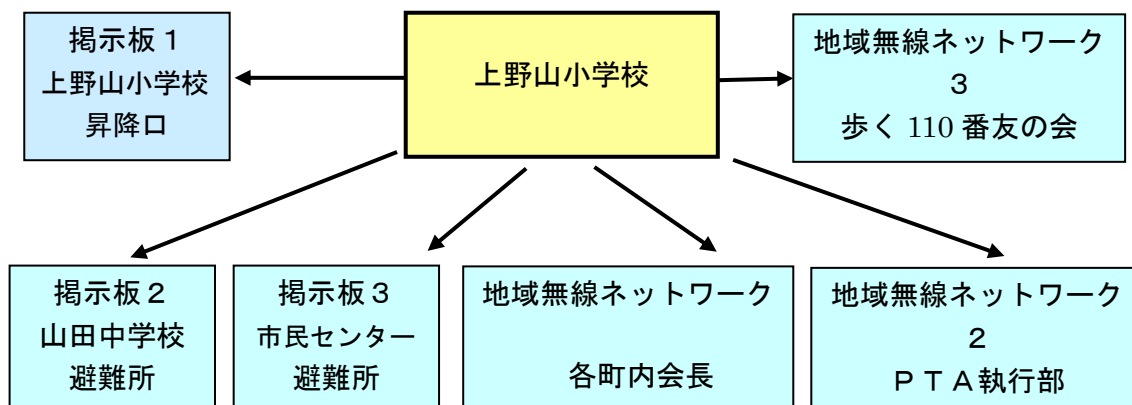 掲示板１
上野山小学校
昇降口
上野山小学校
地域無線ネットワーク
３
歩く 110 番友の会
掲示板２
山田中学校
避難所
掲示板３
市民センター
避難所
地域無線ネットワーク
各町内会長
地域無線ネットワーク
２
ＰＴＡ執行部